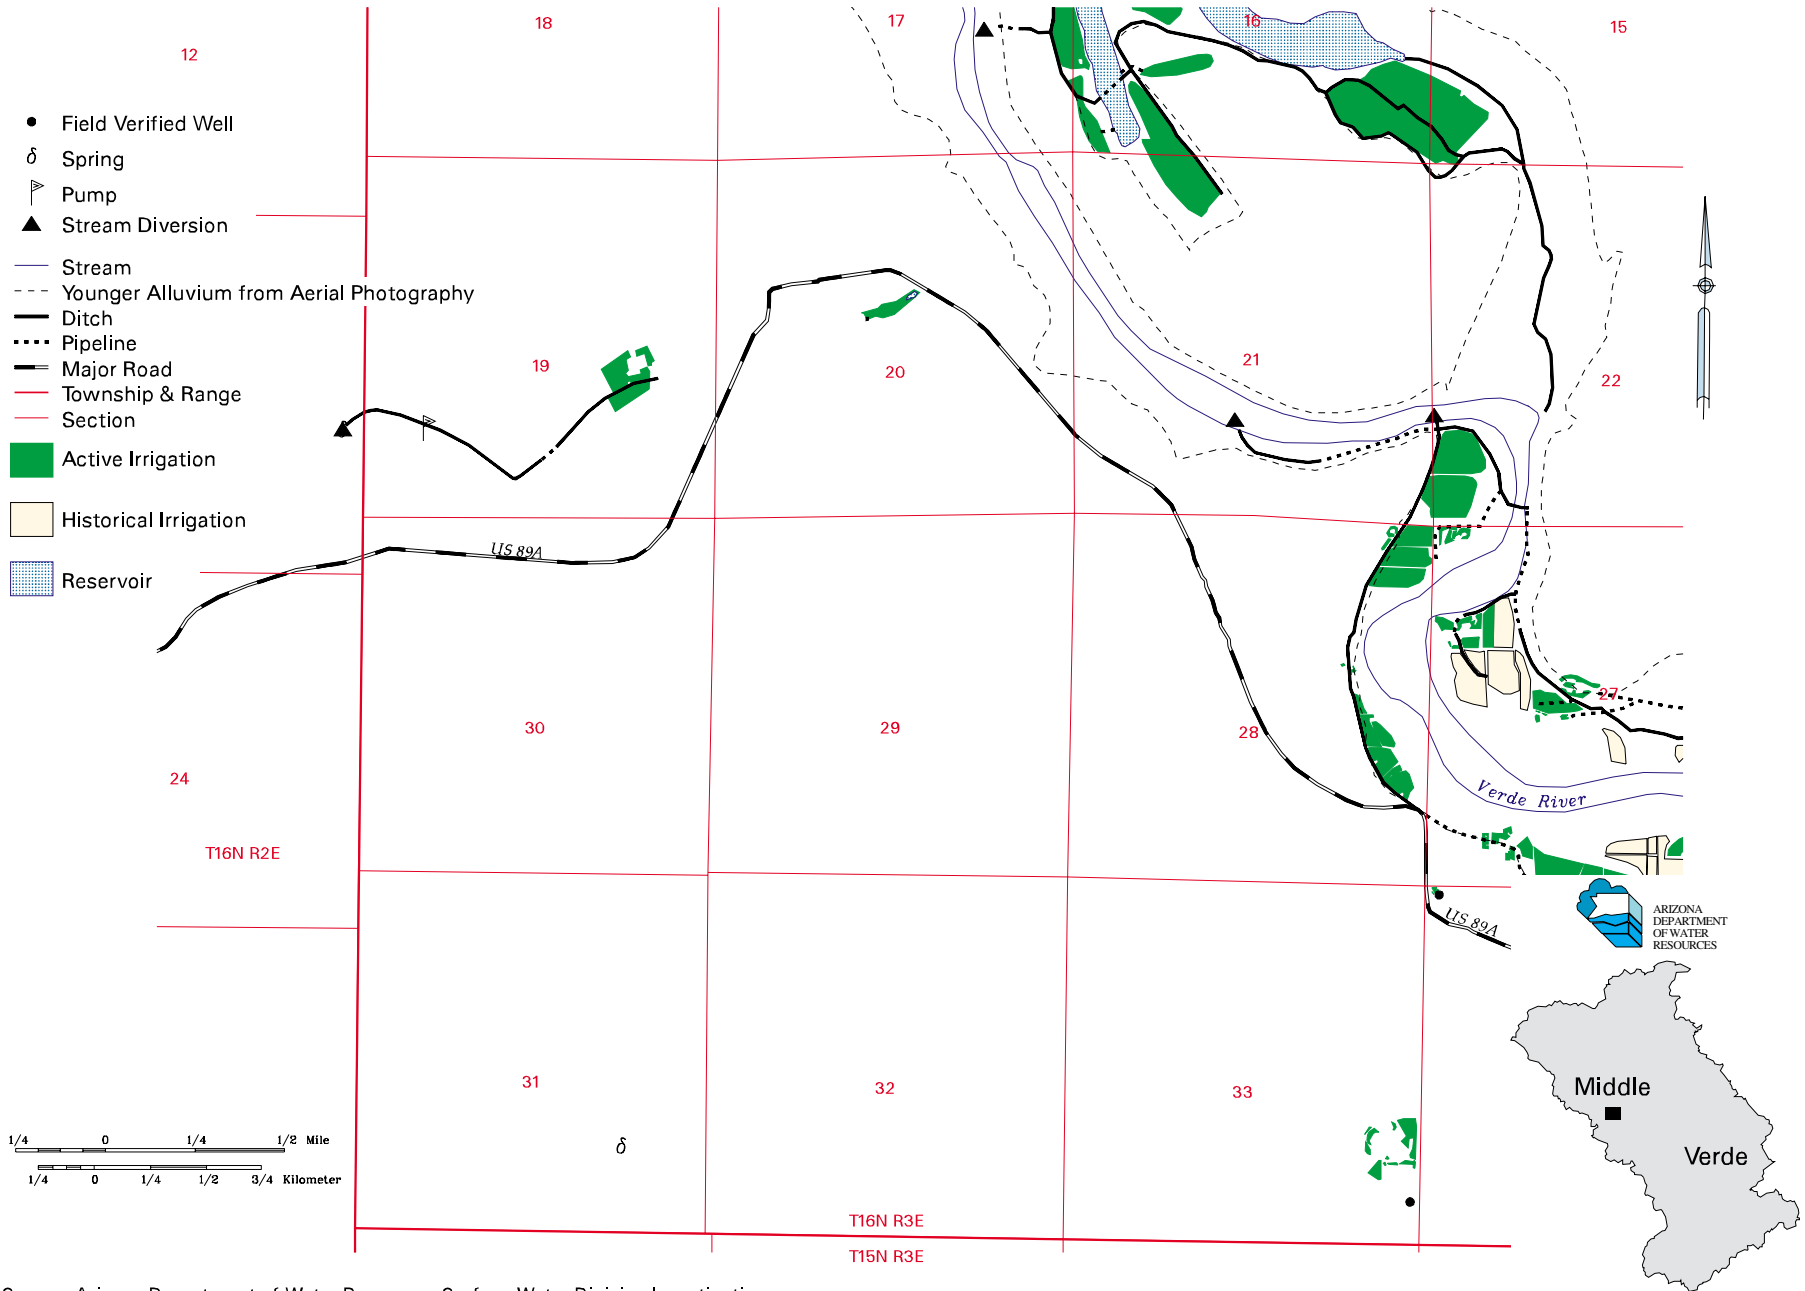 12
18
17
16
15
Field Verified Well
Spring
Pump
Stream Diversion
Stream
Younger Alluvium from Aerial Photography
Ditch
Pipeline
Major Road
Township & Range
Section
Active Irrigation
Historical Irrigation
Reservoir
19
20
21
22
US 89A
30
29
28
27
24
Verde River
T16N R2E
US 89A
ARIZONA
DEPARTMENT
OF WATER
RESOURCES
31
32
33
Middle
Verde
1/4 0 1/4 1/2 Mile
1/4 0 1/4 1/2 3/4 Kilometer
T16N R3E
T15N R3E